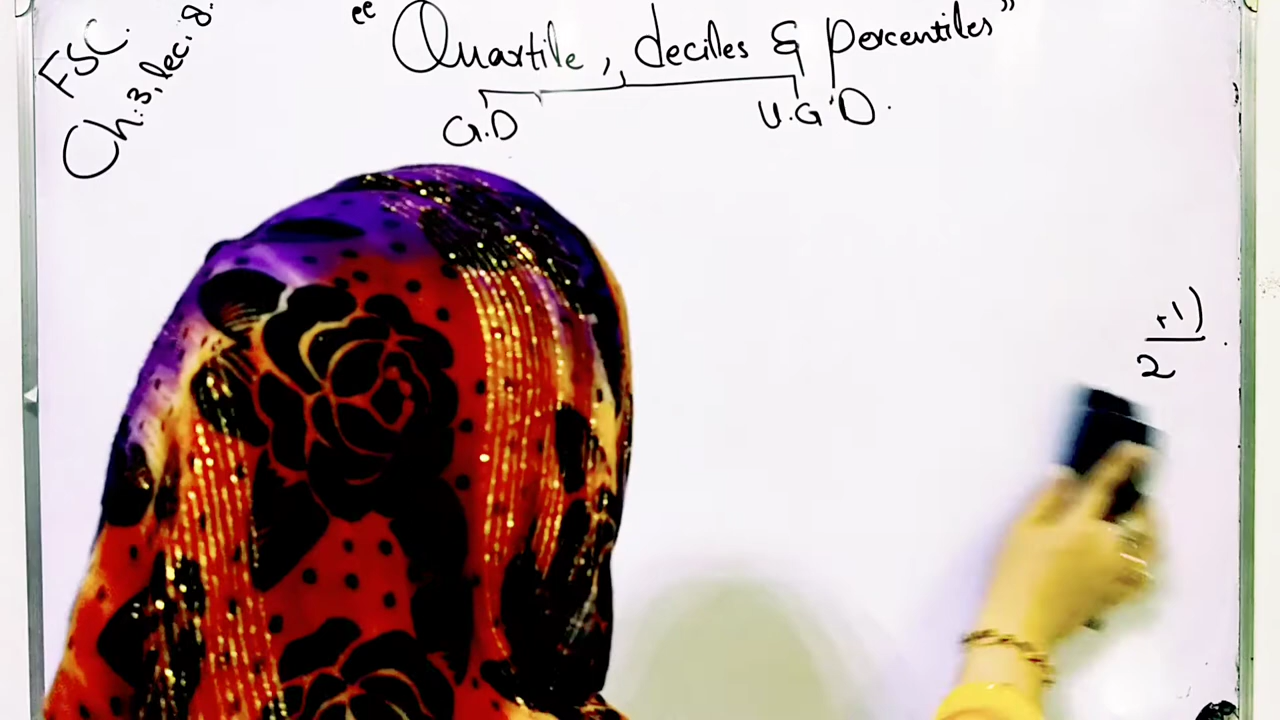 FSC.
Ch:3, Lec:8.
“Quartile, deciles & percentiles”
G.D
U.G.D.
+1)
2